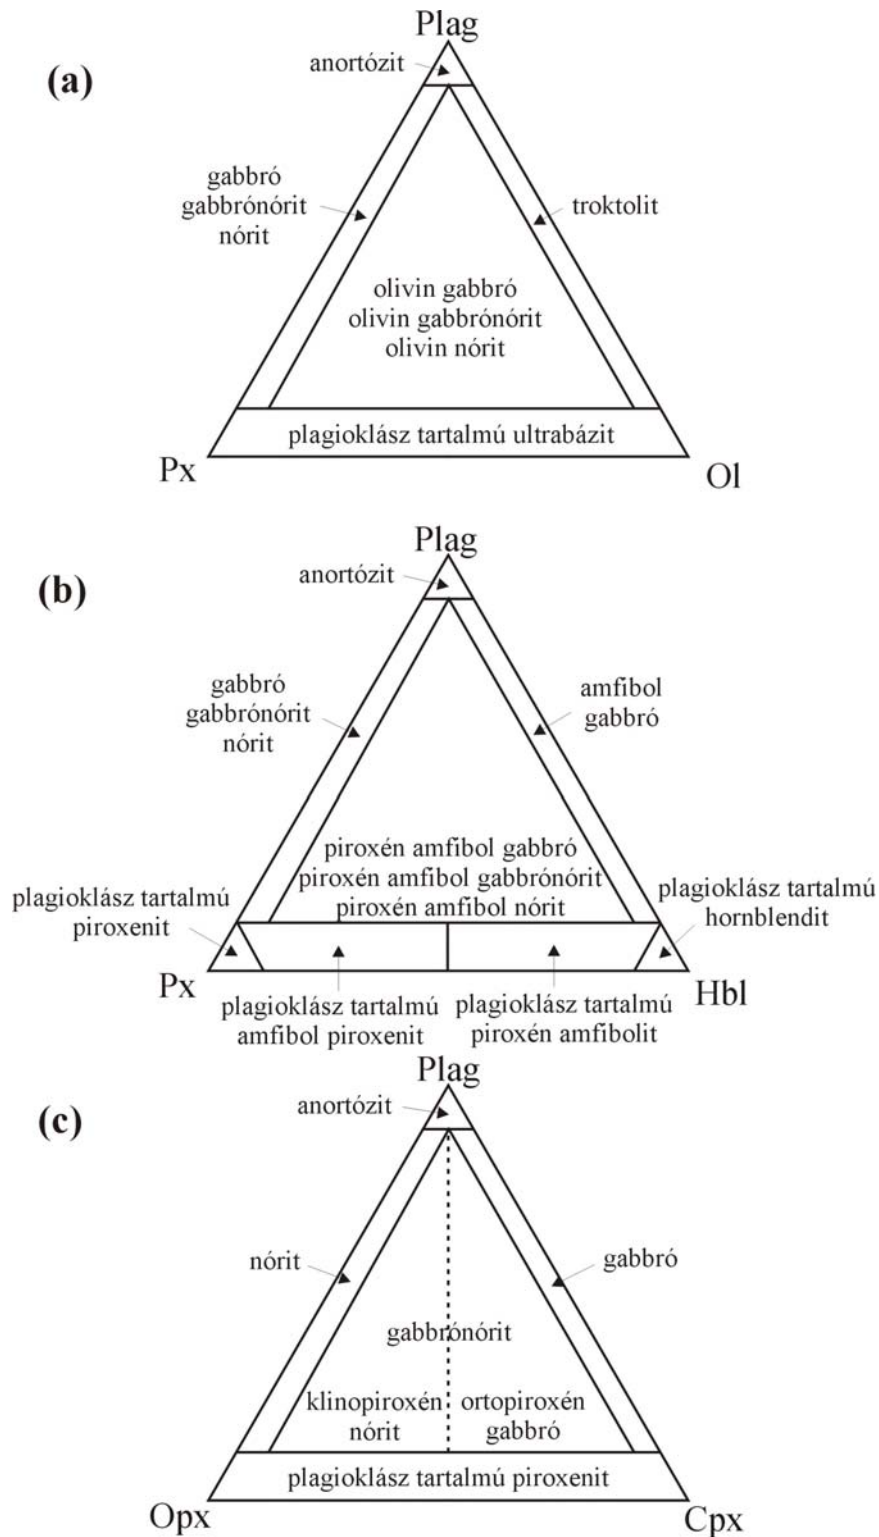 (a)
Plag
anortózit
gabbró
gabbrónórit
nórit
troktolit
olivin gabbró
olivin gabbrónórit
olivin nórit
plagioklász tartalmú ultrabázit
Px
Ol
(b)
Plag
anortózit
gabbró
gabbrónórit
nórit
amfibol
gabbró
piroxén amfibol gabbró
piroxén amfibol gabbrónórit
piroxén amfibol nórit
plagioklász tartalmú
piroxenit
plagioklász tartalmú
hornblendit
Px
Hbl
plagioklász tartalmú
amfibol piroxenit
plagioklász tartalmú
piroxén amfibolit
(c)
Plag
anortózit
nórit
gabbró
gabbrónórit
klinopiroxén
nórit
ortopiroxén
gabbró
plagioklász tartalmú piroxenit
Opx
Cpx